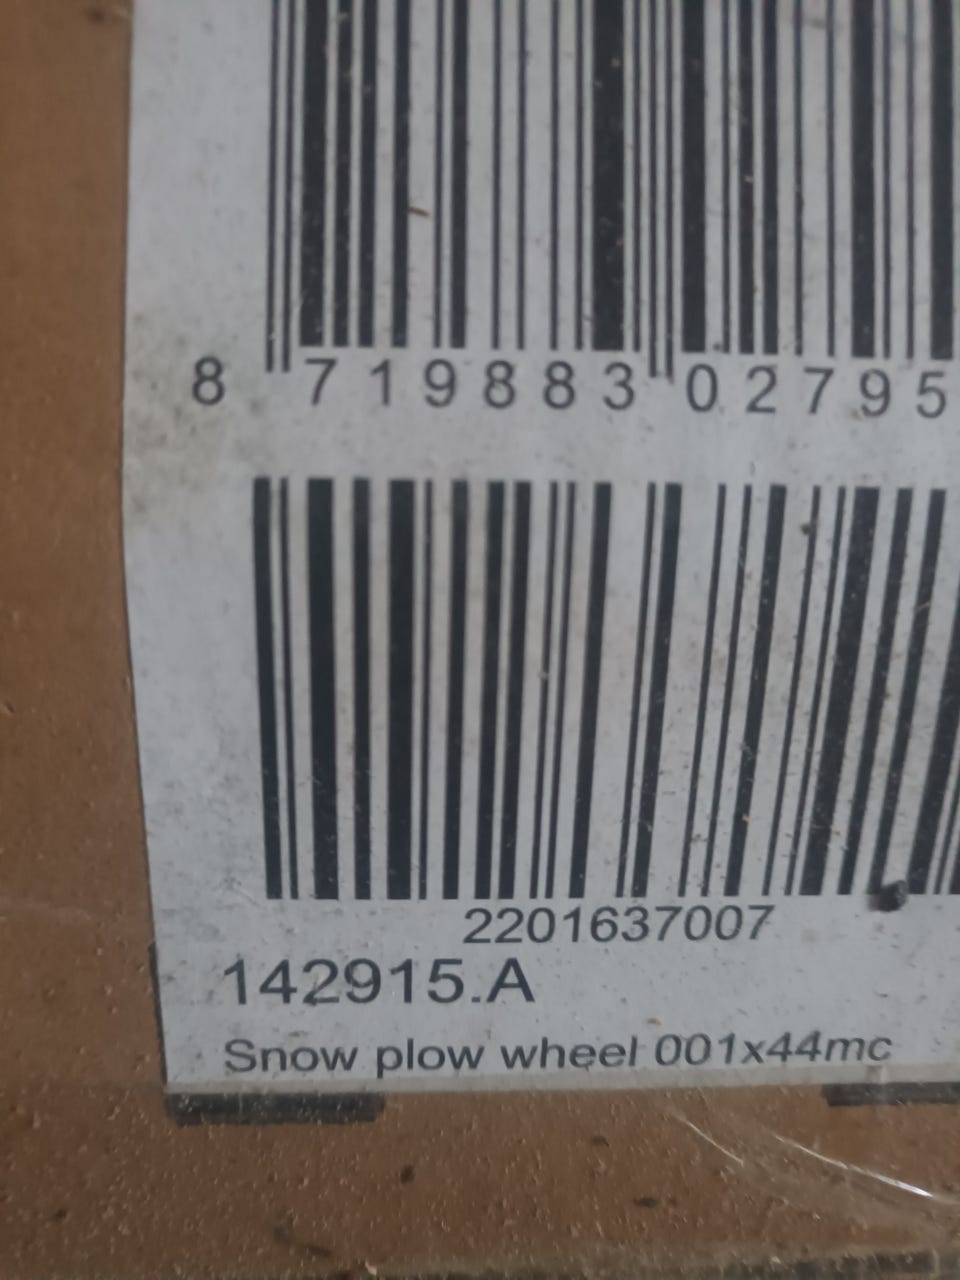 8 719883 02795
2201637007
142915.A
Snow plow wheel 001x44mc